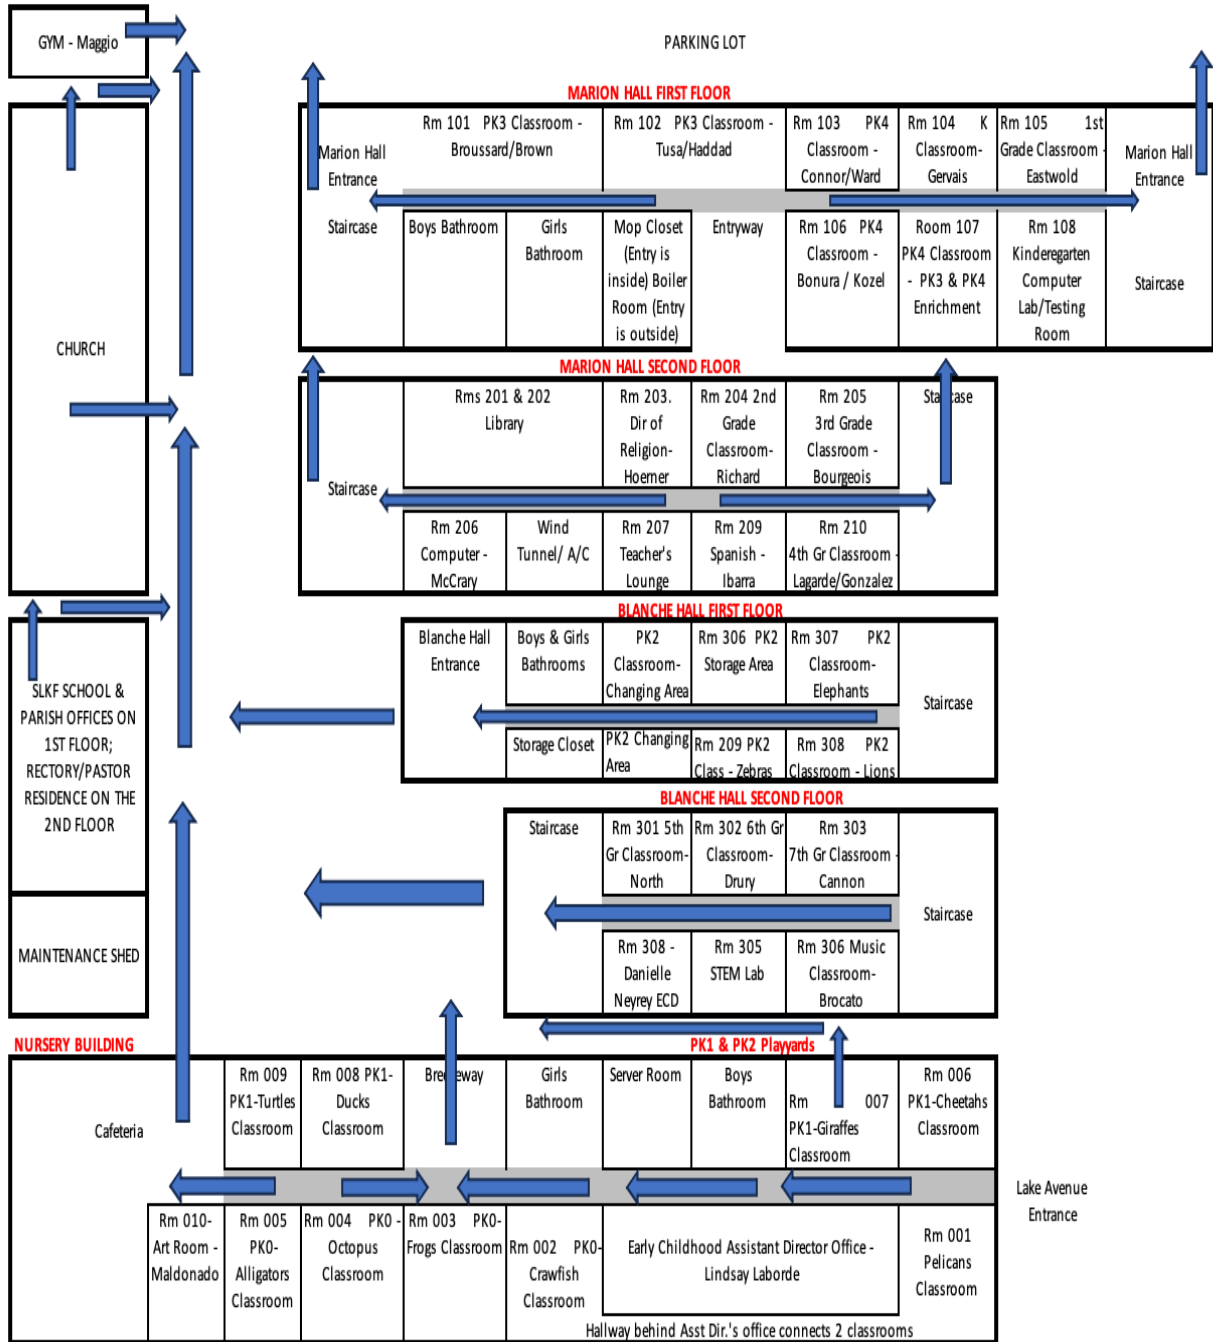 GYM - Maggio
PARKING LOT
MARION HALL FIRST FLOOR
Marion Hall
Entrance
Staircase
Rm 101 PK3 Classroom -
Broussard/Brown
Rm 102 PK3 Classroom -
Tusa/Haddad
Rm 103 PK4
Classroom -
Connor/Ward
Rm 104 K
Classroom-
Gervais
Rm 105 1st
Grade Classroom -
Eastwold
Marion Hall
Entrance
Staircase
Boys Bathroom
Girls
Bathroom
Mop Closet
(Entry is
inside) Boiler
Room (Entry
is outside)
Entryway
Rm 106 PK4
Classroom -
Bonura / Kozel
Room 107
PK4 Classroom
- PK3 & PK4
Enrichment
Rm 108
Kinderegarten
Computer
Lab/Testing
Room
CHURCH
MARION HALL SECOND FLOOR
Staircase
Rms 201 & 202
Library
Rm 203.
Dir of
Religion-
Hoerner
Rm 204 2nd
Grade
Classroom-
Richard
Rm 205
3rd Grade
Classroom -
Bourgeois
Staircase
Rm 206
Computer -
McCrary
Wind
Tunnel/ A/C
Rm 207
Teacher's
Lounge
Rm 209
Spanish -
Ibarra
Rm 210
4th Gr Classroom -
Lagarde/Gonzalez
BLANCHE HALL FIRST FLOOR
Blanche Hall
Entrance
Boys & Girls
Bathrooms
PK2
Classroom-
Changing Area
Rm 306 PK2
Storage Area
Rm 307 PK2
Classroom-
Elephants
Staircase
Storage Closet
PK2 Changing
Area
Rm 209 PK2
Class - Zebras
Rm 308 PK2
Classroom - Lions
SLKF SCHOOL &
PARISH OFFICES ON
1ST FLOOR;
RECTORY/PASTOR
RESIDENCE ON THE
2ND FLOOR
MAINTENANCE SHED
BLANCHE HALL SECOND FLOOR
Staircase
Rm 301 5th
Gr Classroom-
North
Rm 302 6th Gr
Classroom-
Drury
Rm 303
7th Gr Classroom -
Cannon
Staircase
Rm 308 -
Danielle
Neyrey ECD
Rm 305
STEM Lab
Rm 306 Music
Classroom-
Brocato
NURSERY BUILDING
PK1 & PK2 Playyards
Cafeteria
Rm 009
PK1-Turtles
Classroom
Rm 008 PK1-
Ducks
Classroom
Breezeway
Girls
Bathroom
Server Room
Boys
Bathroom
Rm 007
PK1-Giraffes
Classroom
Rm 006
PK1-Cheetahs
Classroom
Lake Avenue
Entrance
Rm 010-
Art Room -
Maldonado
Rm 005
PK0-
Alligators
Classroom
Rm 004 PK0 -
Octopus
Classroom
Rm 003 PK0-
Frogs Classroom
Rm 002 PK0-
Crawfish
Classroom
Early Childhood Assistant Director Office -
Lindsay Laborde
Rm 001
Pelicans
Classroom
Hallway behind Asst Dir.'s office connects 2 classrooms